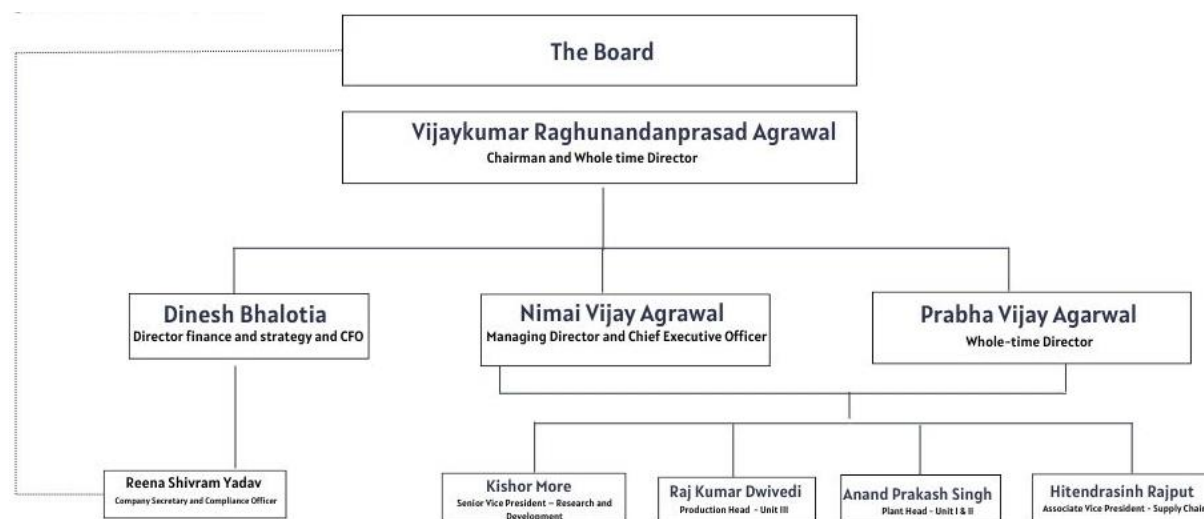 The Board
Vijaykumar Raghunandanprasad Agrawal
Chairman and Whole time Director
Dinesh Bhalotia
Director finance and strategy and CFO
Nimai Vijay Agrawal
Managing Director and Chief Executive Officer
Prabha Vijay Agarwal
Whole-time Director
Reena Shivram Yadav
Company Secretary and Compliance Officer
Kishor More
Senior Vice President – Research and
Development
Raj Kumar Dwivedi
Production Head - Unit III
Anand Prakash Singh
Plant Head - Unit I & II
Hitendrasinh Rajput
Associate Vice President - Supply Chain